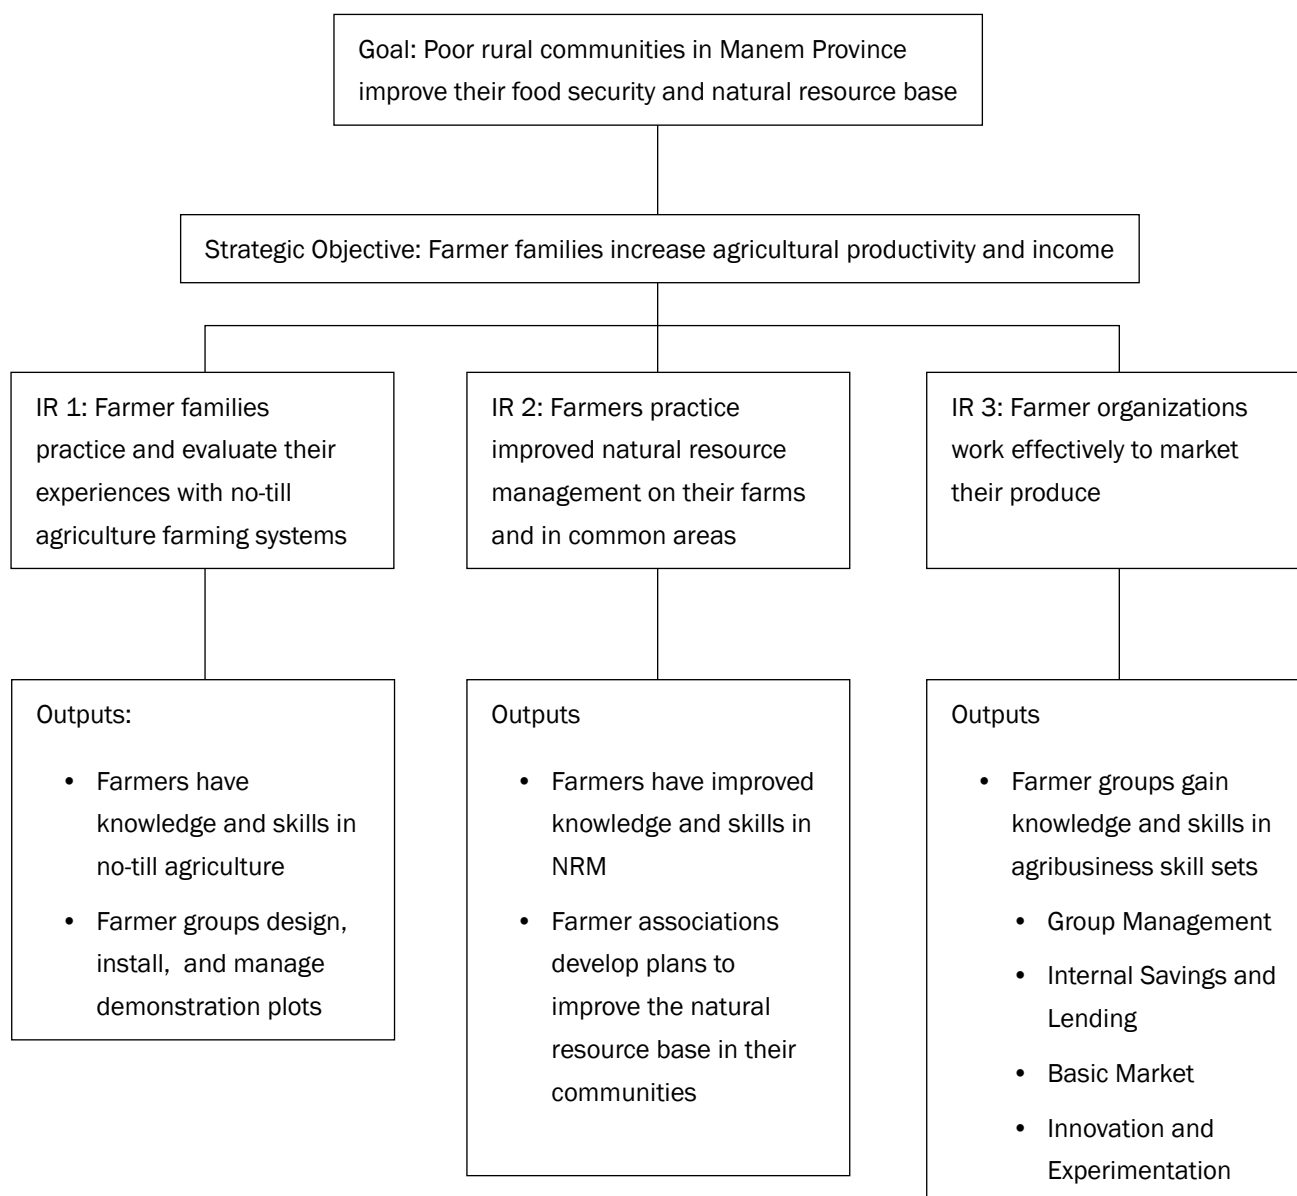 Goal: Poor rural communities in Manem Province
improve their food security and natural resource base
Strategic Objective: Farmer families increase agricultural productivity and income
IR 1: Farmer families
practice and evaluate their
experiences with no-till
agriculture farming systems
IR 2: Farmers practice
improved natural resource
management on their farms
and in common areas
IR 3: Farmer organizations
work effectively to market
their produce
Outputs:
• Farmers have
knowledge and skills in
no-till agriculture
• Farmer groups design,
install, and manage
demonstration plots
Outputs
• Farmers have improved
knowledge and skills in
NRM
• Farmer associations
develop plans to
improve the natural
resource base in their
communities
Outputs
• Farmer groups gain
knowledge and skills in
agribusiness skill sets
• Group Management
• Internal Savings and
Lending
• Basic Market
• Innovation and
Experimentation